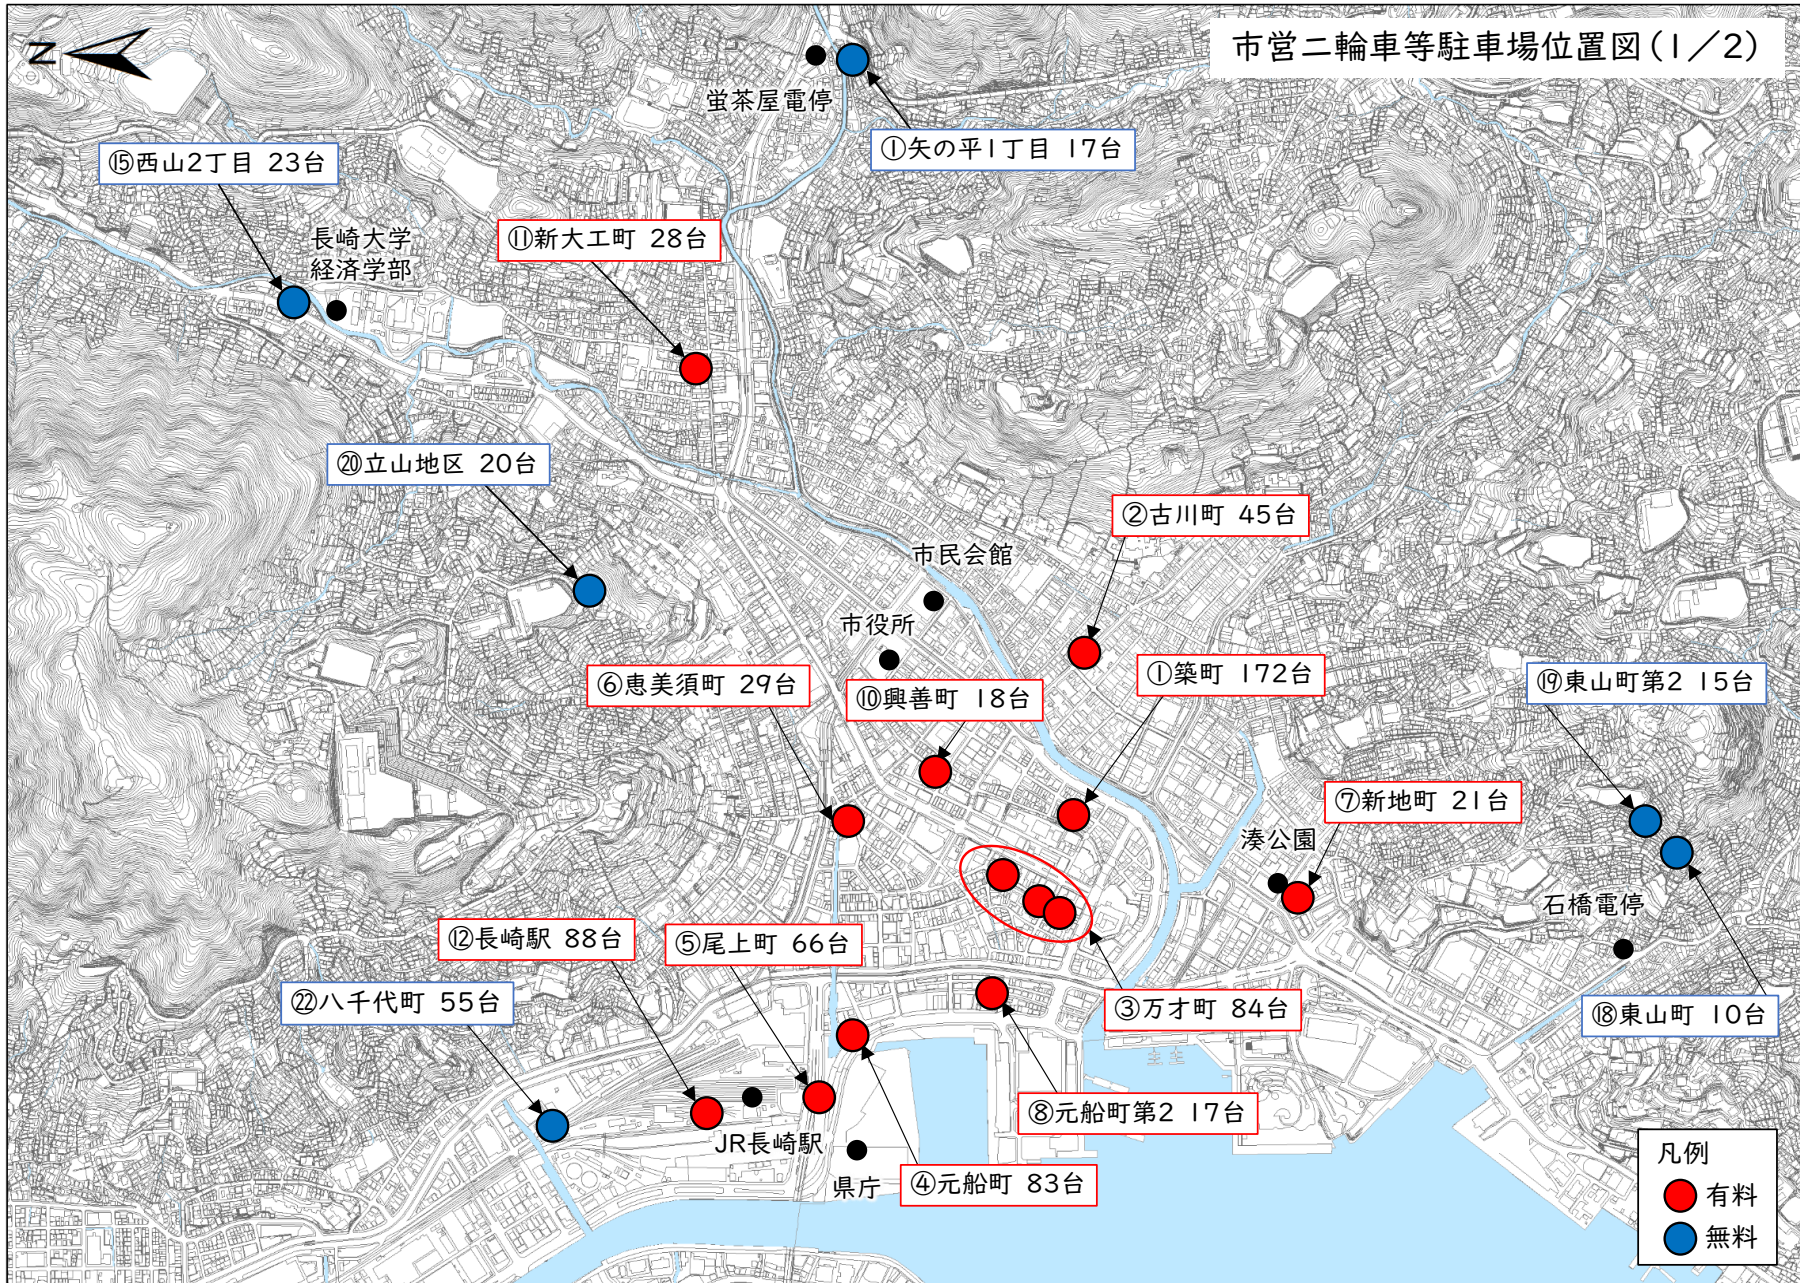 市営二輪車等駐車場位置図(1/2)
N
蛍茶屋電停
①矢の平1丁目 17台
⑮西山2丁目 23台
長崎大学
経済学部
⑪新大工町 28台
⑳立山地区 20台
②古川町 45台
市民会館
市役所
①築町 172台
⑥恵美須町 29台
⑩興善町 18台
⑲東山町第2 15台
⑦新地町 21台
湊公園
石橋電停
⑫長崎駅 88台
⑤尾上町 66台
㉒八千代町 55台
③万才町 84台
⑱東山町 10台
⑧元船町第2 17台
JR長崎駅
県庁
④元船町 83台
凡例
有料
無料